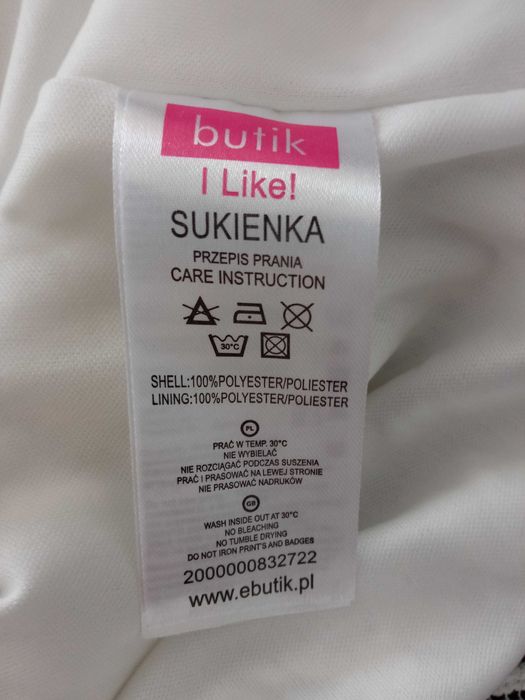 butik
I Like!
SUKIENKA
PRZEPIS PRANIA
CARE INSTRUCTION
30°C
SHELL:100%POLYESTER/POLIESTER
LINING:100%POLYESTER/POLIESTER
PL
PRAĆ W TEMP. 30°C
NIE WYBIELAĆ
NIE ROZCIĄGAĆ PODCZAS SUSZENIA
PRAĆ I PRASOWAĆ NA LEWEJ STRONIE
NIE PRASOWAĆ NADRUKÓW
GB
WASH INSIDE OUT AT 30°C
NO BLEACHING
NO TUMBLE DRYING
DO NOT IRON PRINT'S AND BADGES
2000000832722
www.ebutik.pl